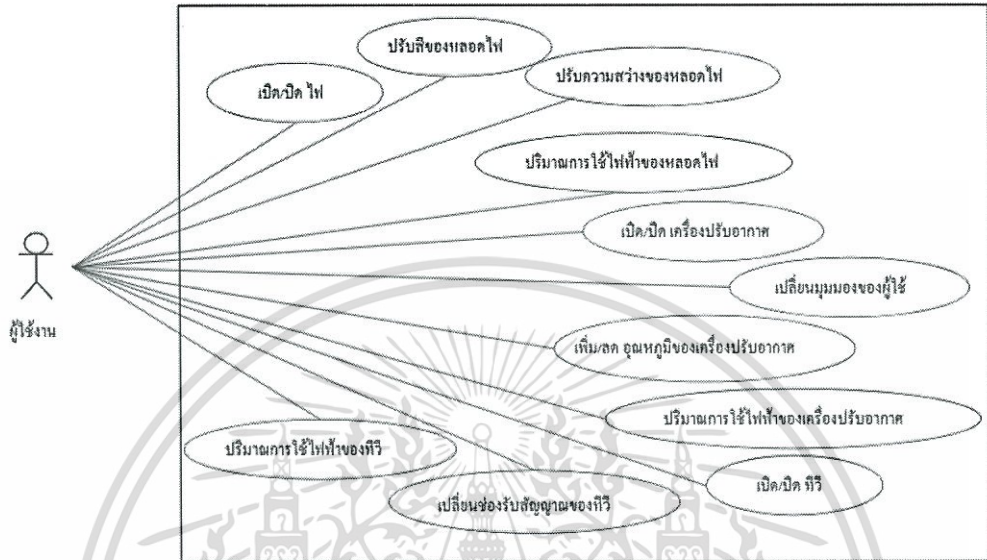 ปรับสีของหลอดไฟ
ปรับความสว่างของหลอดไฟ
เปิด/ปิด ไฟ
ปริมาณการใช้ไฟฟ้าของหลอดไฟ
เปิด/ปิด เครื่องปรับอากาศ
เปลี่ยนมุมมองของผู้ใช้
ผู้ใช้งาน
เพิ่ม/ลด อุณหภูมิของเครื่องปรับอากาศ
ปริมาณการใช้ไฟฟ้าของเครื่องปรับอากาศ
ปริมาณการใช้ไฟฟ้าของทีวี
เปิด/ปิด ทีวี
เปลี่ยนช่องรับสัญญาณของทีวี